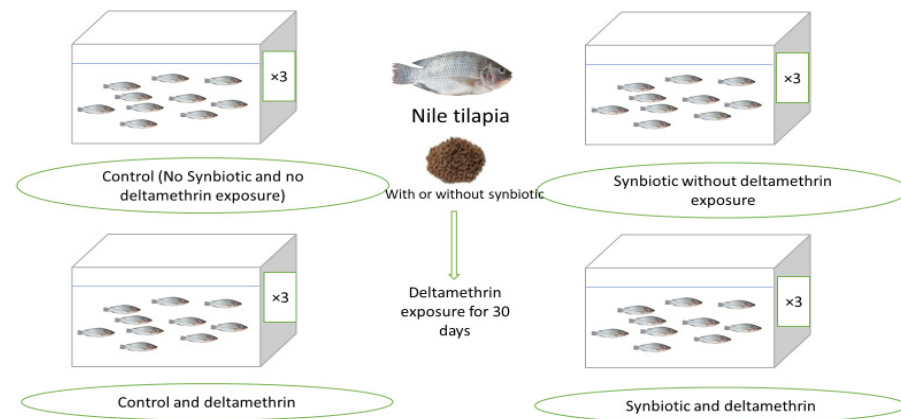 ×3
Control (No Synbiotic and no
deltamethrin exposure)
Nile tilapia
With or without synbiotic
Deltamethrin
exposure for 30
days
×3
Synbiotic without deltamethrin
exposure
×3
Control and deltamethrin
×3
Synbiotic and deltamethrin